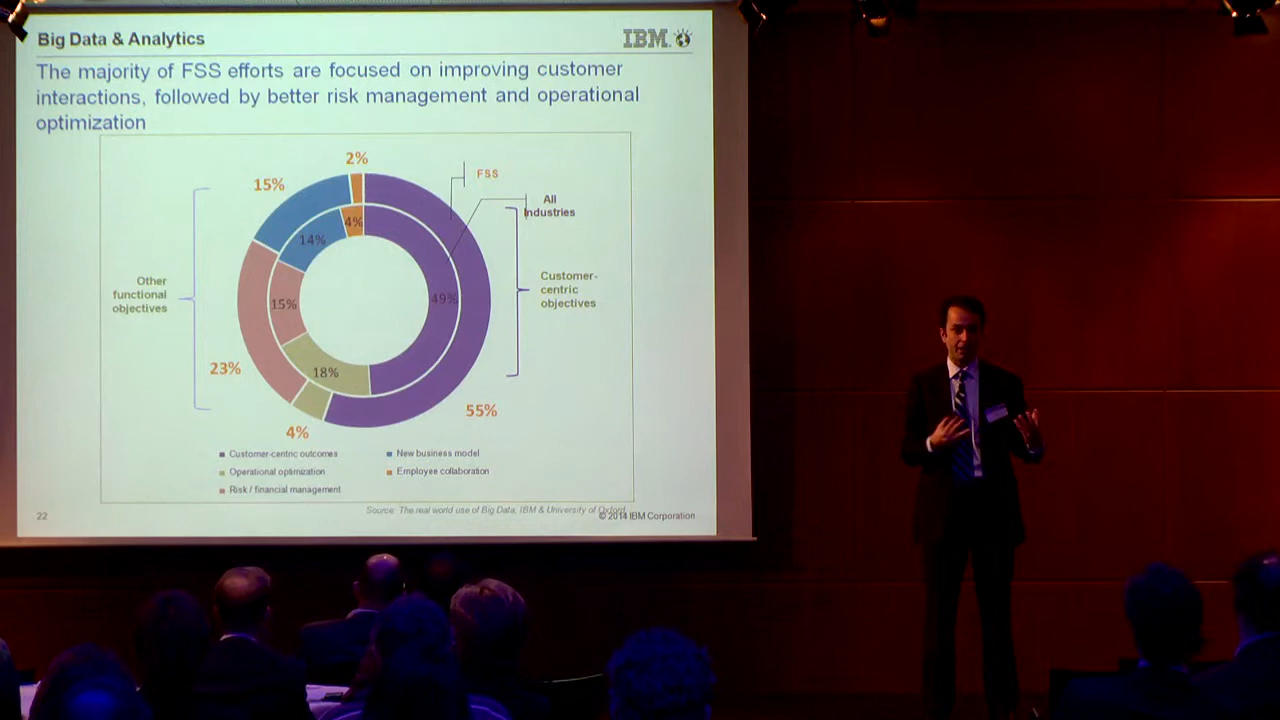 Big Data & Analytics
IBM
The majority of FSS efforts are focused on improving customer
interactions, followed by better risk management and operational
optimization
2%
15%
FSS
All
Industries
4%
14%
Other
functional
objectives
15%
49%
Customer-
centric
objectives
23%
18%
55%
4%
Customer-centric outcomes
New business model
Operational optimization
Employee collaboration
Risk / financial management
22
Source: The real world use of Big Data, IBM & University of Oxford
© 2014 IBM Corporation